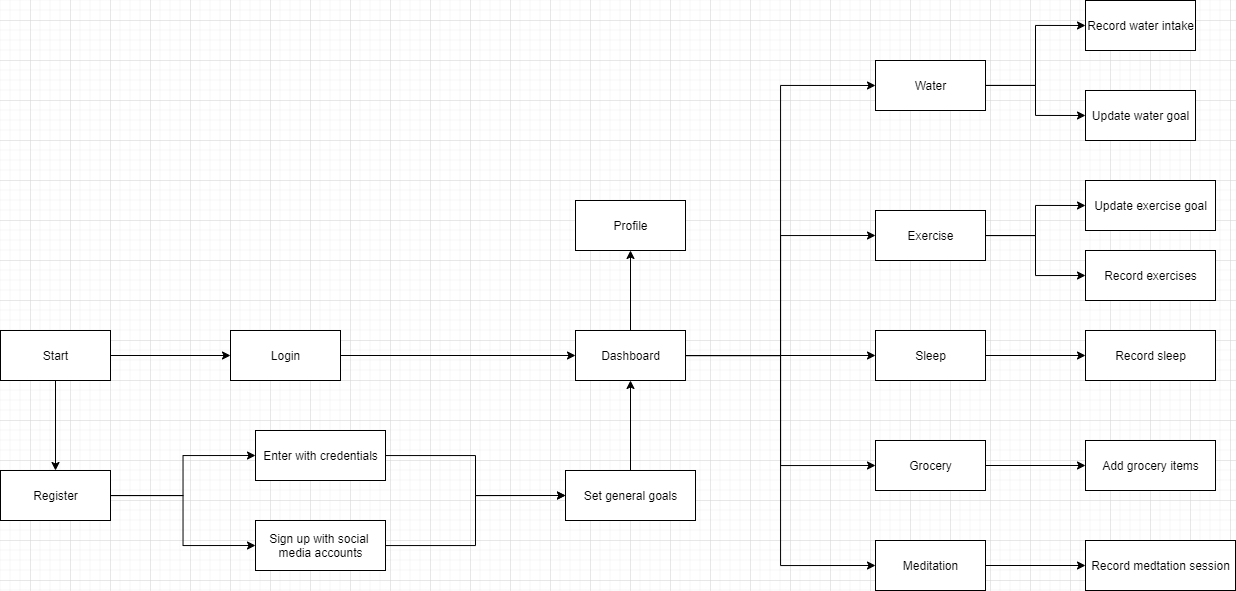 Record water intake
Water
Update water goal
Update exercise goal
Profile
Exercise
Record exercises
Start
Login
Dashboard
Sleep
Record sleep
Enter with credentials
Grocery
Add grocery items
Register
Set general goals
Sign up with social
media accounts
Meditation
Record medtation session